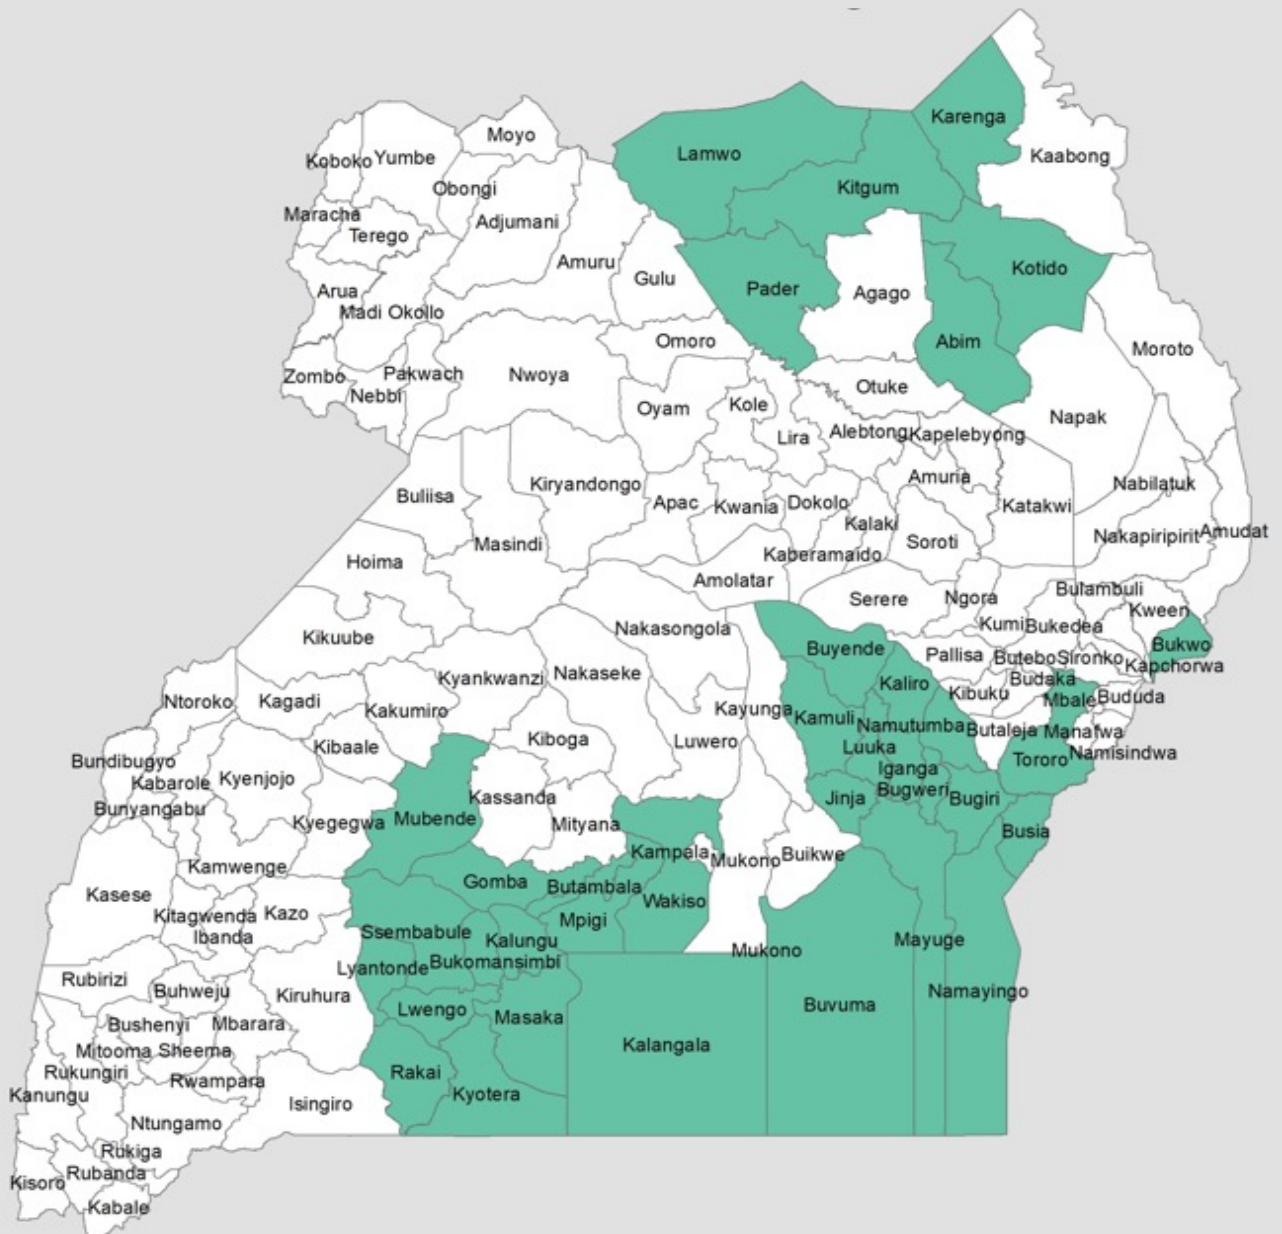 Karenga
Moyo
Lamwo
Kaabong
Koboko
Yumbe
Kitgum
Obongi
Maracha
Adjumani
Terego
Amuru
Kotido
Gulu
Pader
Arua
Agago
Madi Okollo
Omoro
Abim
Moroto
Zombo
Pakwach
Nwoya
Otuke
Nebbi
Oyam
Kole
Napak
Lira
Alebtong
Kapelebyong
Amuria
Kiryandongo
Nabilatuk
Buliisa
Apac
Kwania
Dokolo
Katakwi
Kalaki
Amudat
Nakapiripirit
Masindi
Soroti
Kaberamaido
Hoima
Amolatar
Bulambuli
Serere
Ngora
Kween
Kumi
Bukedea
Nakasongola
Kikuube
Bukwo
Buyende
Pallisa
Butebo
Sironko
Kapchorwa
Nakaseke
Kyankwanzi
Budaka
Kaliro
Kibuku
Bududa
Mbale
Ntoroko
Kagadi
Kakumiro
Kayunga
Kamuli
Namutumba
Butaleja
Manafwa
Kiboga
Luwero
Kibaale
Luuka
Namisindwa
Bundibugyo
Tororo
Iganga
Kabarole
Kyenjojo
Bugweri
Kassanda
Jinja
Bugiri
Bunyangabu
Mubende
Kyegegwa
Mityana
Busia
Kampala
Mukono
Buikwe
Kamwenge
Gomba
Butambala
Kasese
Wakiso
Kitagwenda
Kazo
Mpigi
Ibanda
Ssembabule
Kalungu
Mayuge
Mukono
Bukomansimbi
Lyantonde
Rubirizi
Buhweju
Kiruhura
Namayingo
Buvuma
Lwengo
Masaka
Bushenyi
Mbarara
Kalangala
Mitooma
Sheema
Rukungiri
Rakai
Rwampara
Kanungu
Kyotera
Isingiro
Ntungamo
Rukiga
Rubanda
Kisoro
Kabale